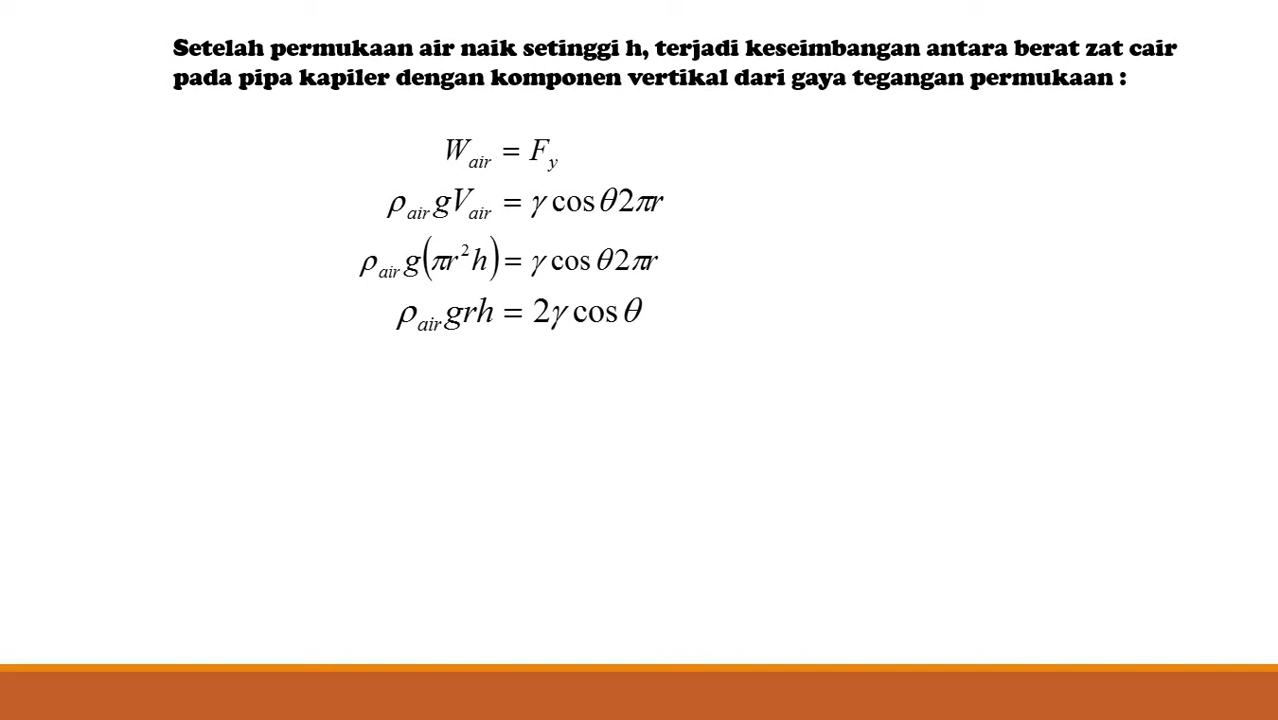 Setelah permukaan air naik setinggi h, terjadi keseimbangan antara berat zat cair
pada pipa kapiler dengan komponen vertikal dari gaya tegangan permukaan :
W_air = F_y
ρ_air gV_air = γ cos θ2πr
ρ_air g(πr²h) = γ cos θ2πr
ρ_air grh = 2γ cos θ